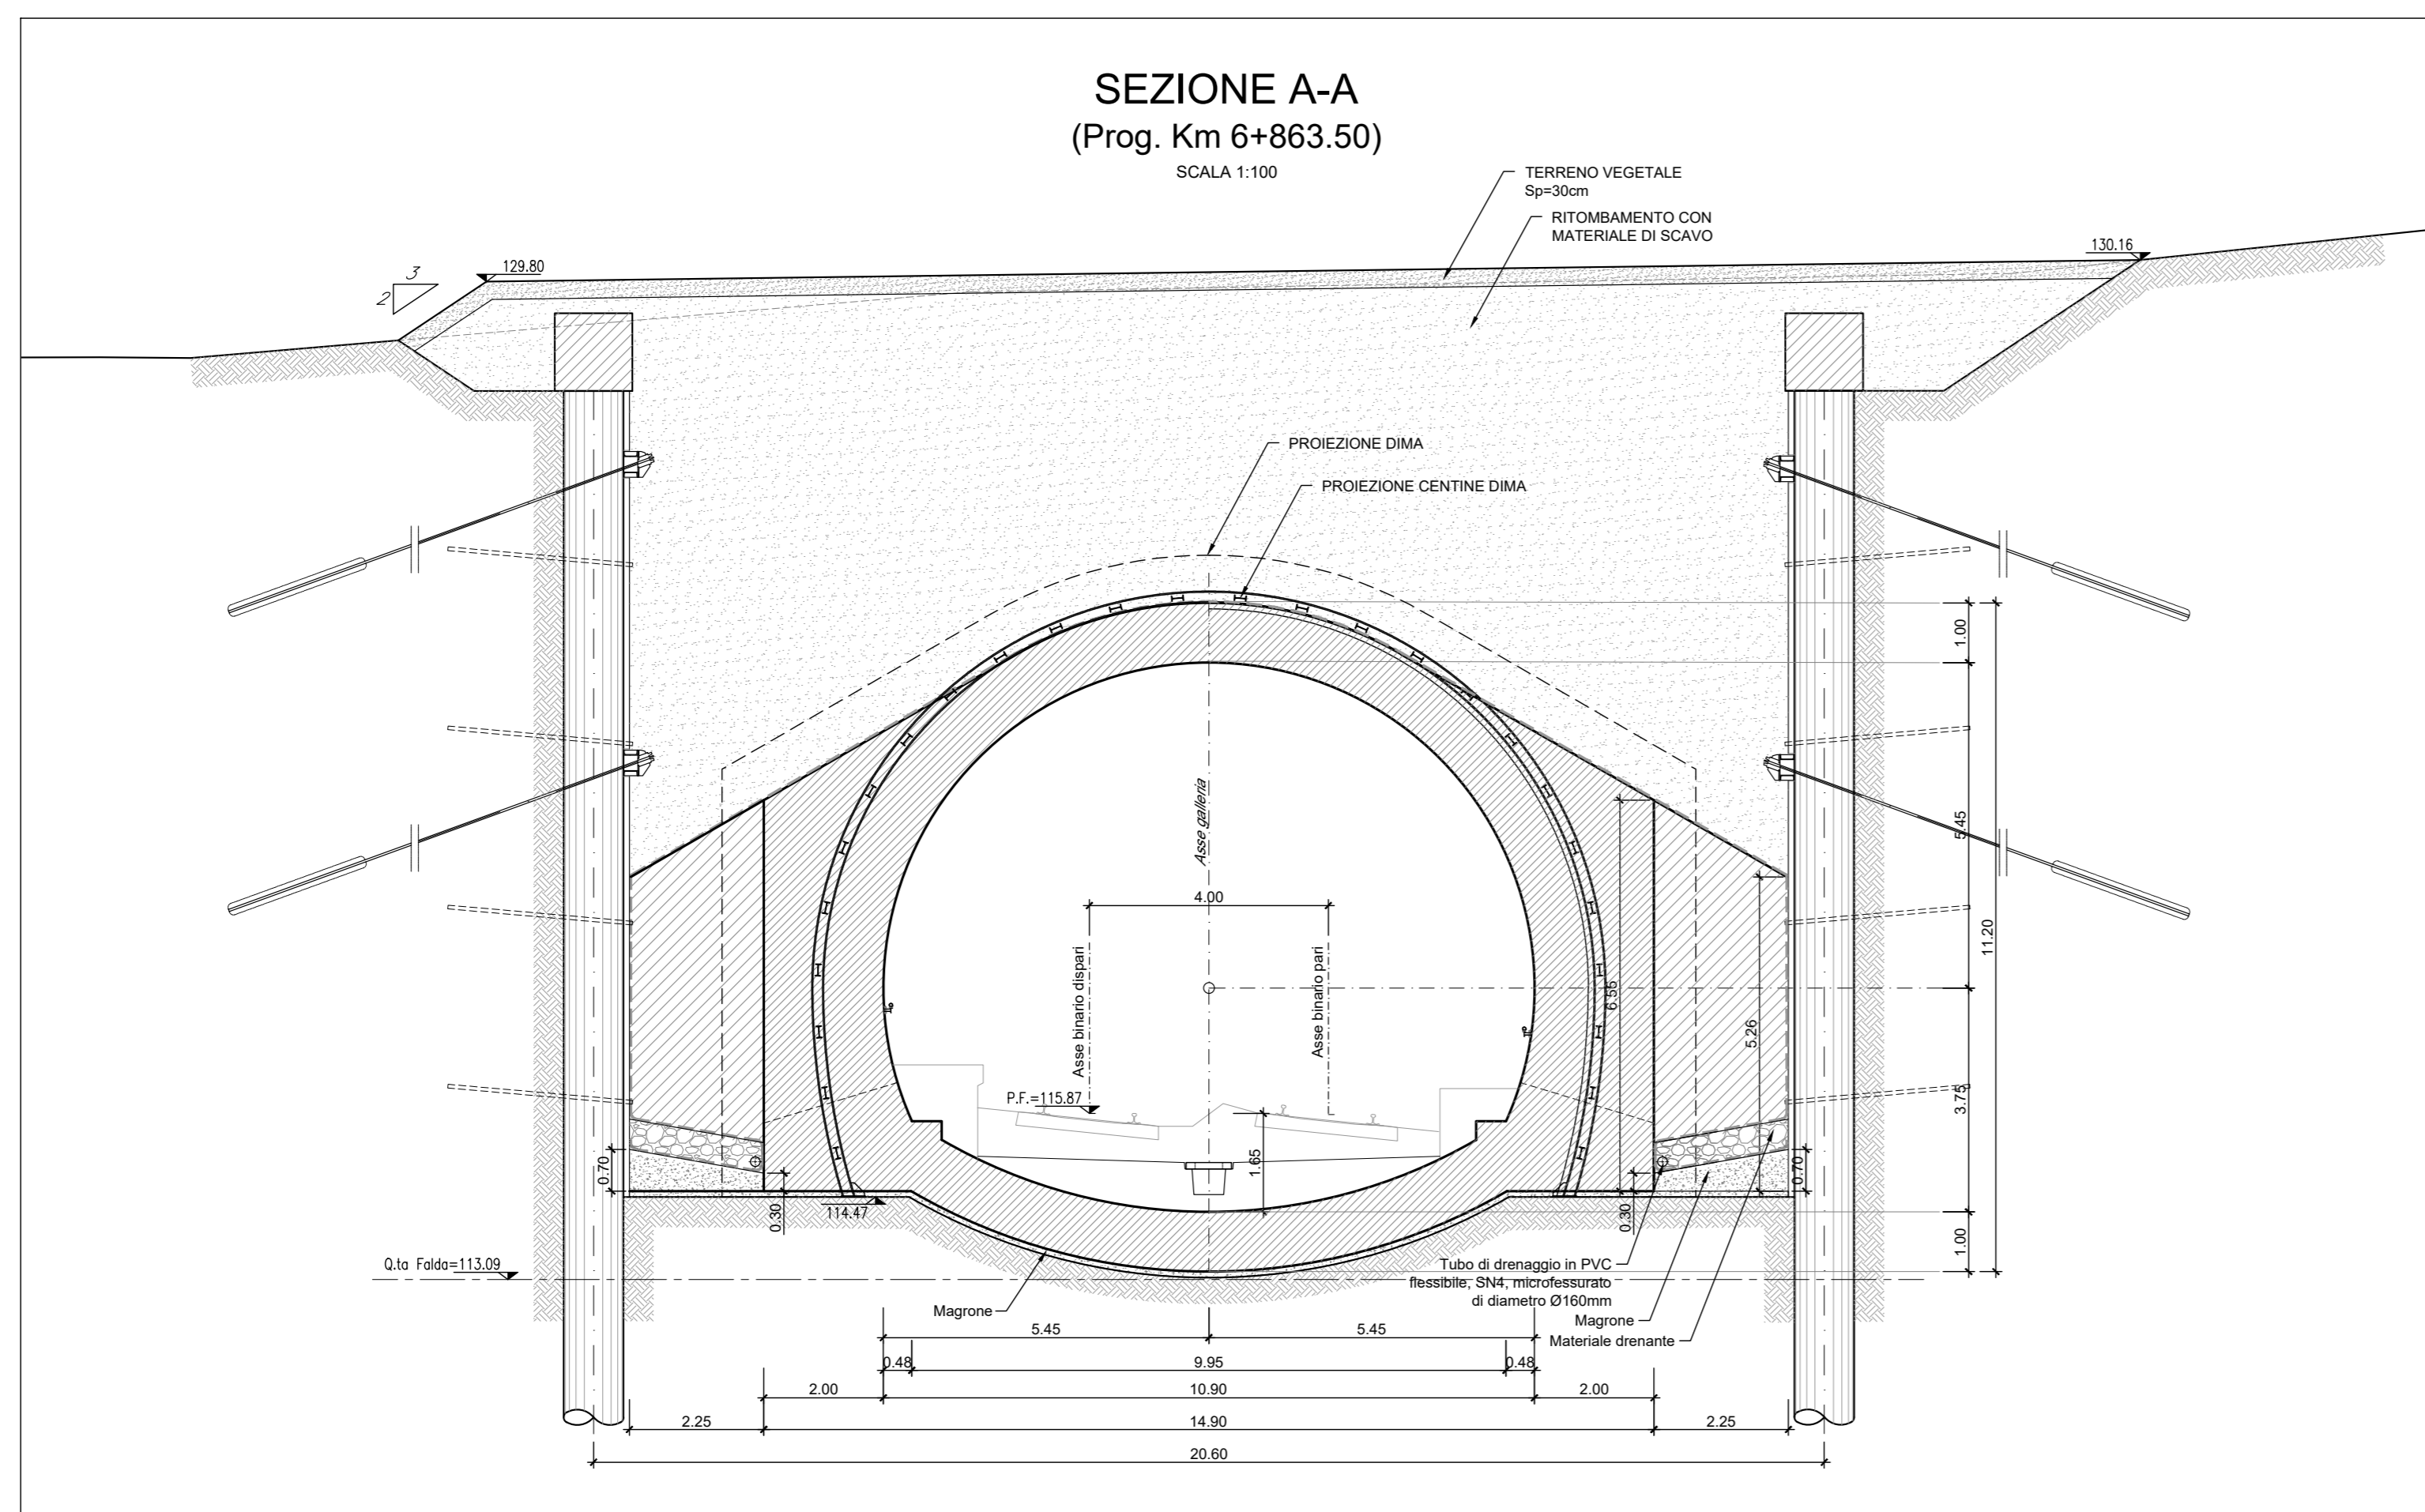 SEZIONE A-A
(Prog. Km 6+863.50)
SCALA 1:100
TERRENO VEGETALE
Sp=30cm
RITOMBAMENTO CON
MATERIALE DI SCAVO
129.80
130.16
3
2
PROIEZIONE DIMA
PROIEZIONE CENTINE DIMA
1.00
5.45
11.20
3.75
1.00
Asse galleria
4.00
Asse binario dispari
Asse binario pari
6.55
5.26
P.F.=115.87
1.65
0.70
0.30
114.47
0.30
0.70
Q.ta Falda=113.09
Magrone
Tubo di drenaggio in PVC
flessibile, SN4, microfessurato
di diametro Ø160mm
Magrone
Materiale drenante
5.45
5.45
0.48
9.95
0.48
2.00
10.90
2.00
2.25
14.90
2.25
20.60